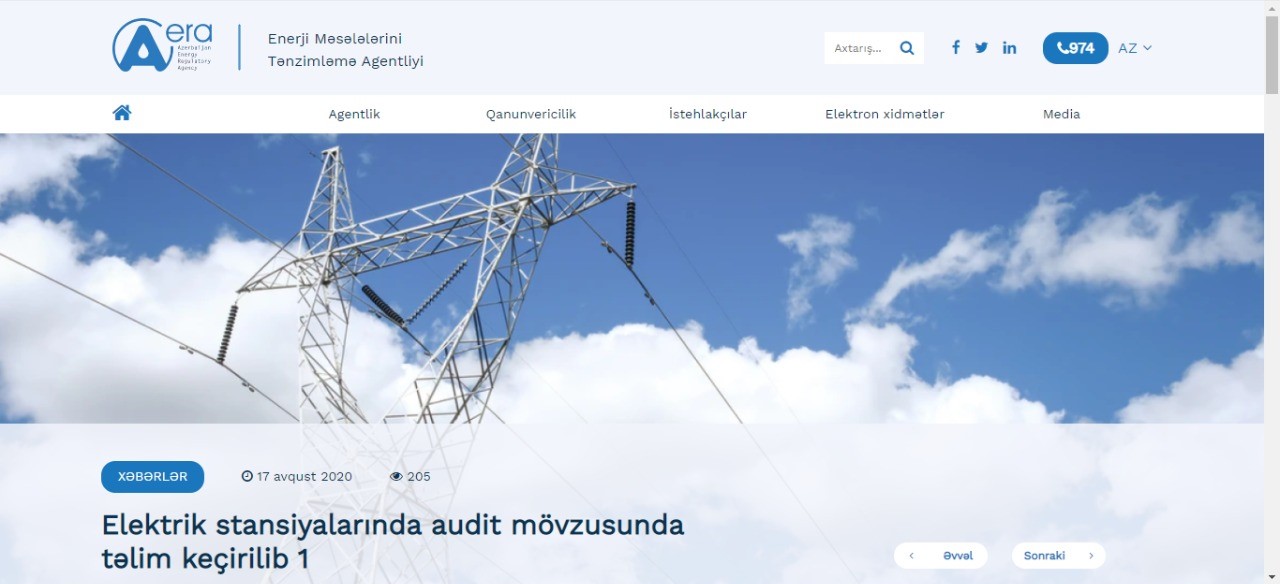 era
Azerbaijan
Energy
Regulatory
Agency
Enerji Məsələlərini
Tənzimləmə Agentliyi
Axtarış...
974
AZ
Agentlik
Qanunvericilik
İstehlakçılar
Elektron xidmətlər
Media
XƏBƏRLƏR
17 avqust 2020
205
Elektrik stansiyalarında audit mövzusunda
təlim keçirilib 1
Əvvəl
Sonraki